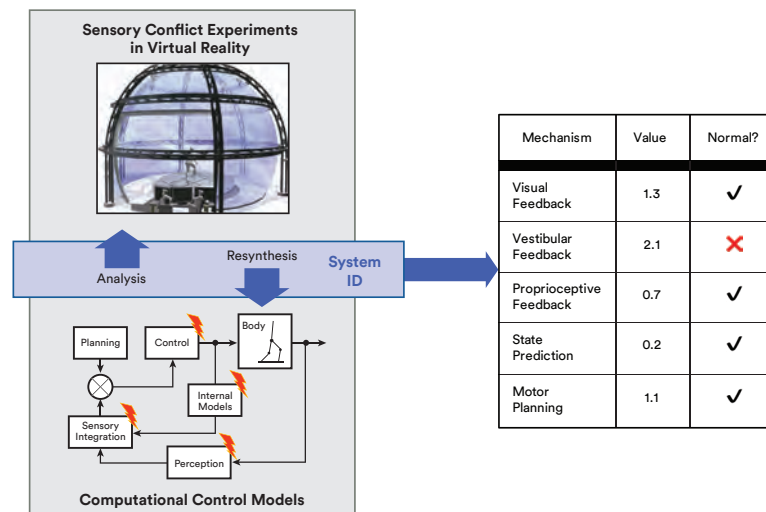 Sensory Conflict Experiments
in Virtual Reality
Analysis
Resynthesis
System
ID
Planning
Control
Body
Internal
Models
Sensory
Integration
Perception
Computational Control Models
Mechanism Value Normal?
Visual
Feedback 1.3 ✓
Vestibular
Feedback 2.1 ✗
Proprioceptive
Feedback 0.7 ✓
State
Prediction 0.2 ✓
Motor
Planning 1.1 ✓